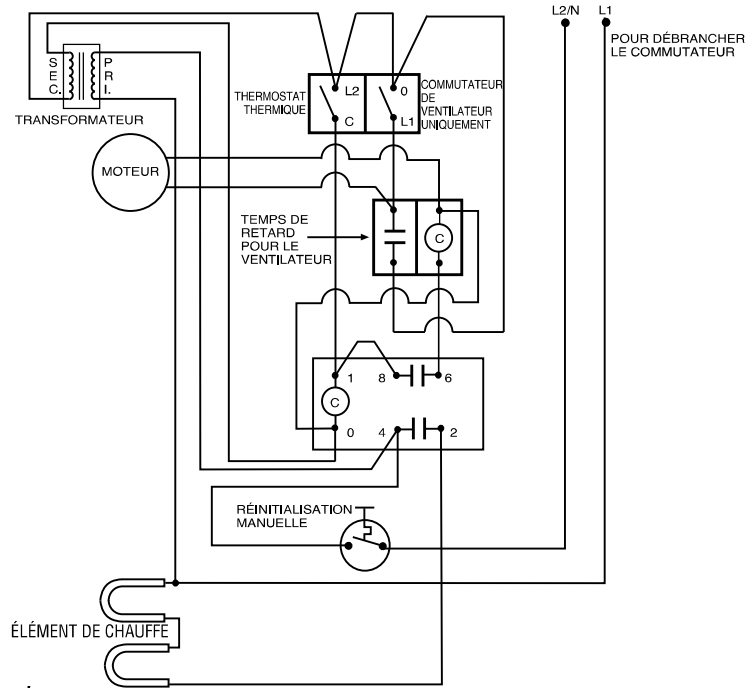 L2/N L1
POUR DÉBRANCHER
LE COMMUTATEUR
S
E
C.
P
R
I.
TRANSFORMATEUR
THERMOSTAT
THERMIQUE
L2
C
0
L1
COMMUTATEUR
DE
VENTILATEUR
UNIQUEMENT
MOTEUR
TEMPS DE
RETARD
POUR LE
VENTILATEUR
C
1 8 6
C
0 4 2
RÉINITIALISATION
MANUELLE
ÉLÉMENT DE CHAUFFE